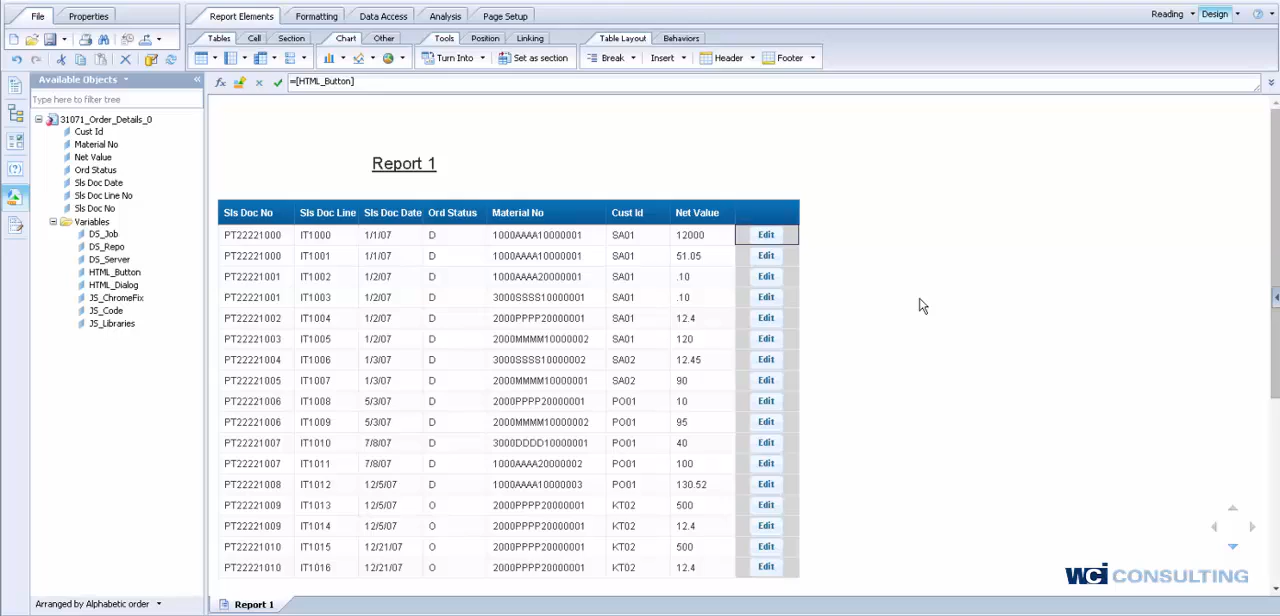 File Properties Report Elements Formatting Data Access Analysis Page Setup Reading Design
Tables Cell Section Chart Other Tools Position Linking Table Layout Behaviors
Turn Into Set as section Break Insert Header Footer
Available Objects =[HTML_Button]
Type here to filter tree
31071_Order_Details_0
Cust Id
Material No
Net Value
Ord Status
Sls Doc Date
Sls Doc Line No
Sls Doc No
Variables
DS_Job
DS_Repo
DS_Server
HTML_Button
HTML_Dialog
JS_ChromeFix
JS_Code
JS_Libraries
Arranged by Alphabetic order
Report 1
Sls Doc No Sls Doc Line Sls Doc Date Ord Status Material No Cust Id Net Value
PT22221000 IT1000 1/1/07 D 1000AAAA10000001 SA01 12000 Edit
PT22221000 IT1001 1/1/07 D 1000AAAA10000001 SA01 51.05 Edit
PT22221001 IT1002 1/2/07 D 1000AAAA20000001 SA01 .10 Edit
PT22221001 IT1003 1/2/07 D 3000SSSS10000001 SA01 .10 Edit
PT22221002 IT1004 1/2/07 D 2000PPPP20000001 SA01 12.4 Edit
PT22221003 IT1005 1/2/07 D 2000MMMM10000002 SA01 120 Edit
PT22221004 IT1006 1/3/07 D 3000SSSS10000002 SA02 12.45 Edit
PT22221005 IT1007 1/3/07 D 2000MMMM10000001 SA02 90 Edit
PT22221006 IT1008 5/3/07 D 2000PPPP20000001 PO01 10 Edit
PT22221006 IT1009 5/3/07 D 2000MMMM10000002 PO01 95 Edit
PT22221007 IT1010 7/8/07 D 3000DDDD10000001 PO01 40 Edit
PT22221007 IT1011 7/8/07 D 1000AAAA20000002 PO01 100 Edit
PT22221008 IT1012 12/5/07 D 1000AAAA10000003 PO01 130.52 Edit
PT22221009 IT1013 12/5/07 O 2000PPPP20000001 KT02 500 Edit
PT22221009 IT1014 12/5/07 O 2000PPPP20000001 KT02 12.4 Edit
PT22221010 IT1015 12/21/07 O 2000PPPP20000001 KT02 500 Edit
PT22221010 IT1016 12/21/07 O 2000PPPP20000001 KT02 12.4 Edit
WCI CONSULTING
Report 1